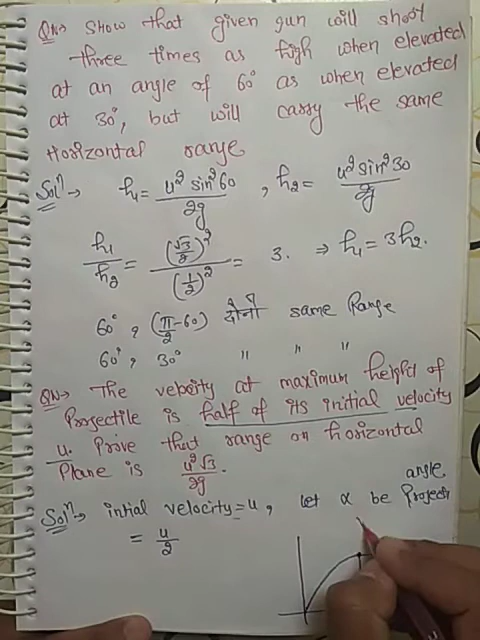 QN→ Show that given gun will shoot
three times as high when elevated
at an angle of 60° as when elevated
at 30°, but will carry the same
Horizontal range
Solⁿ→ h₁ = u² sin² 60 / 2g , h₂ = u² sin² 30 / 2g
h₁/h₂ = (√3/2)² / (1/2)² = 3. ⇒ h₁ = 3h₂.
60°, (π/2 - 60) दोनो same Range
60°, 30° " " "
QN→ The velocity at maximum height of
Projectile is half of its initial velocity
u. Prove that range on horizontal
Plane is u²√3 / 2g.
Solⁿ→ intial velocity = u, Let α be angle
= u/2